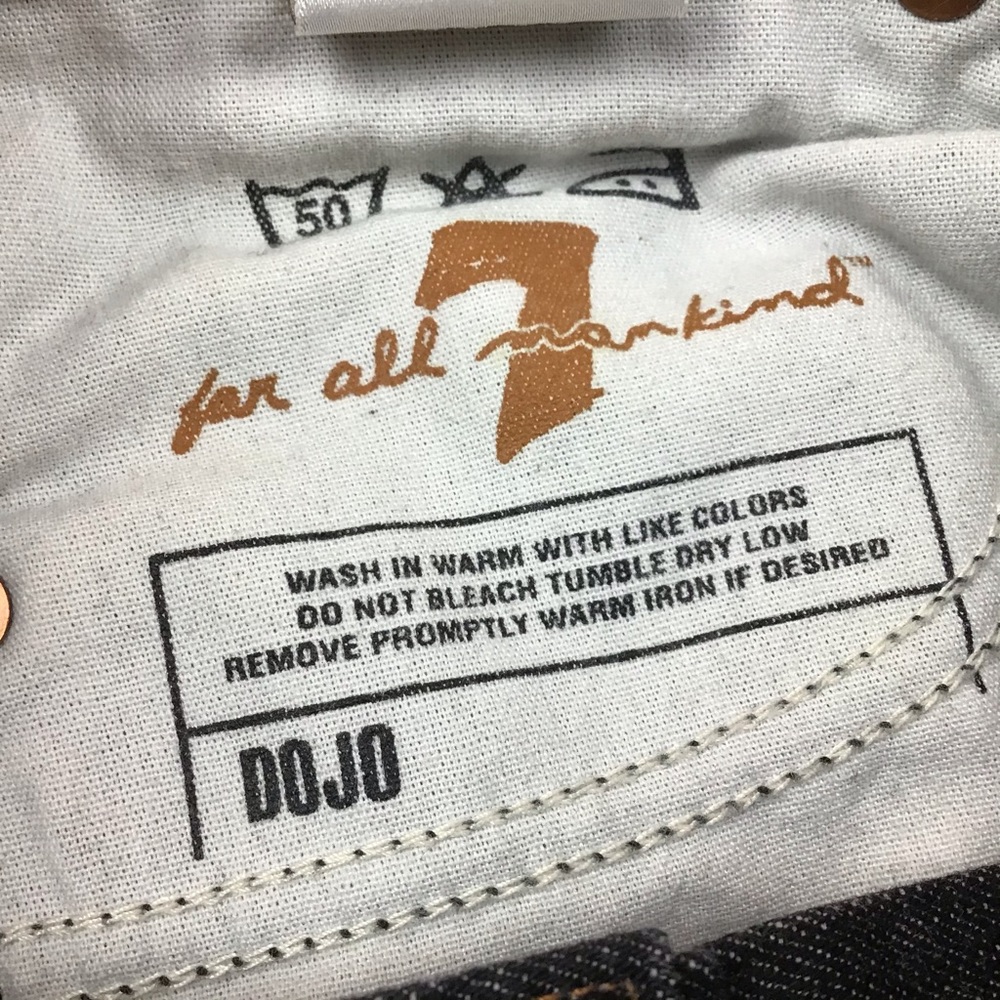 50
7
for all mankind™
WASH IN WARM WITH LIKE COLORS
DO NOT BLEACH TUMBLE DRY LOW
REMOVE PROMPTLY WARM IRON IF DESIRED
DOJO